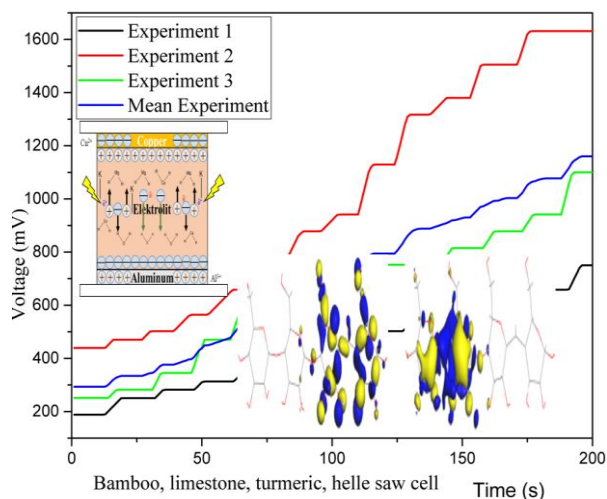 1600
1400
1200
1000
800
600
400
200
Voltage (mV)
Experiment 1
Experiment 2
Experiment 3
Mean Experiment
Copper
Elektrolit
Aluminum
0
50
100
150
200
Bamboo, limestone, turmeric, helle saw cell
Time (s)